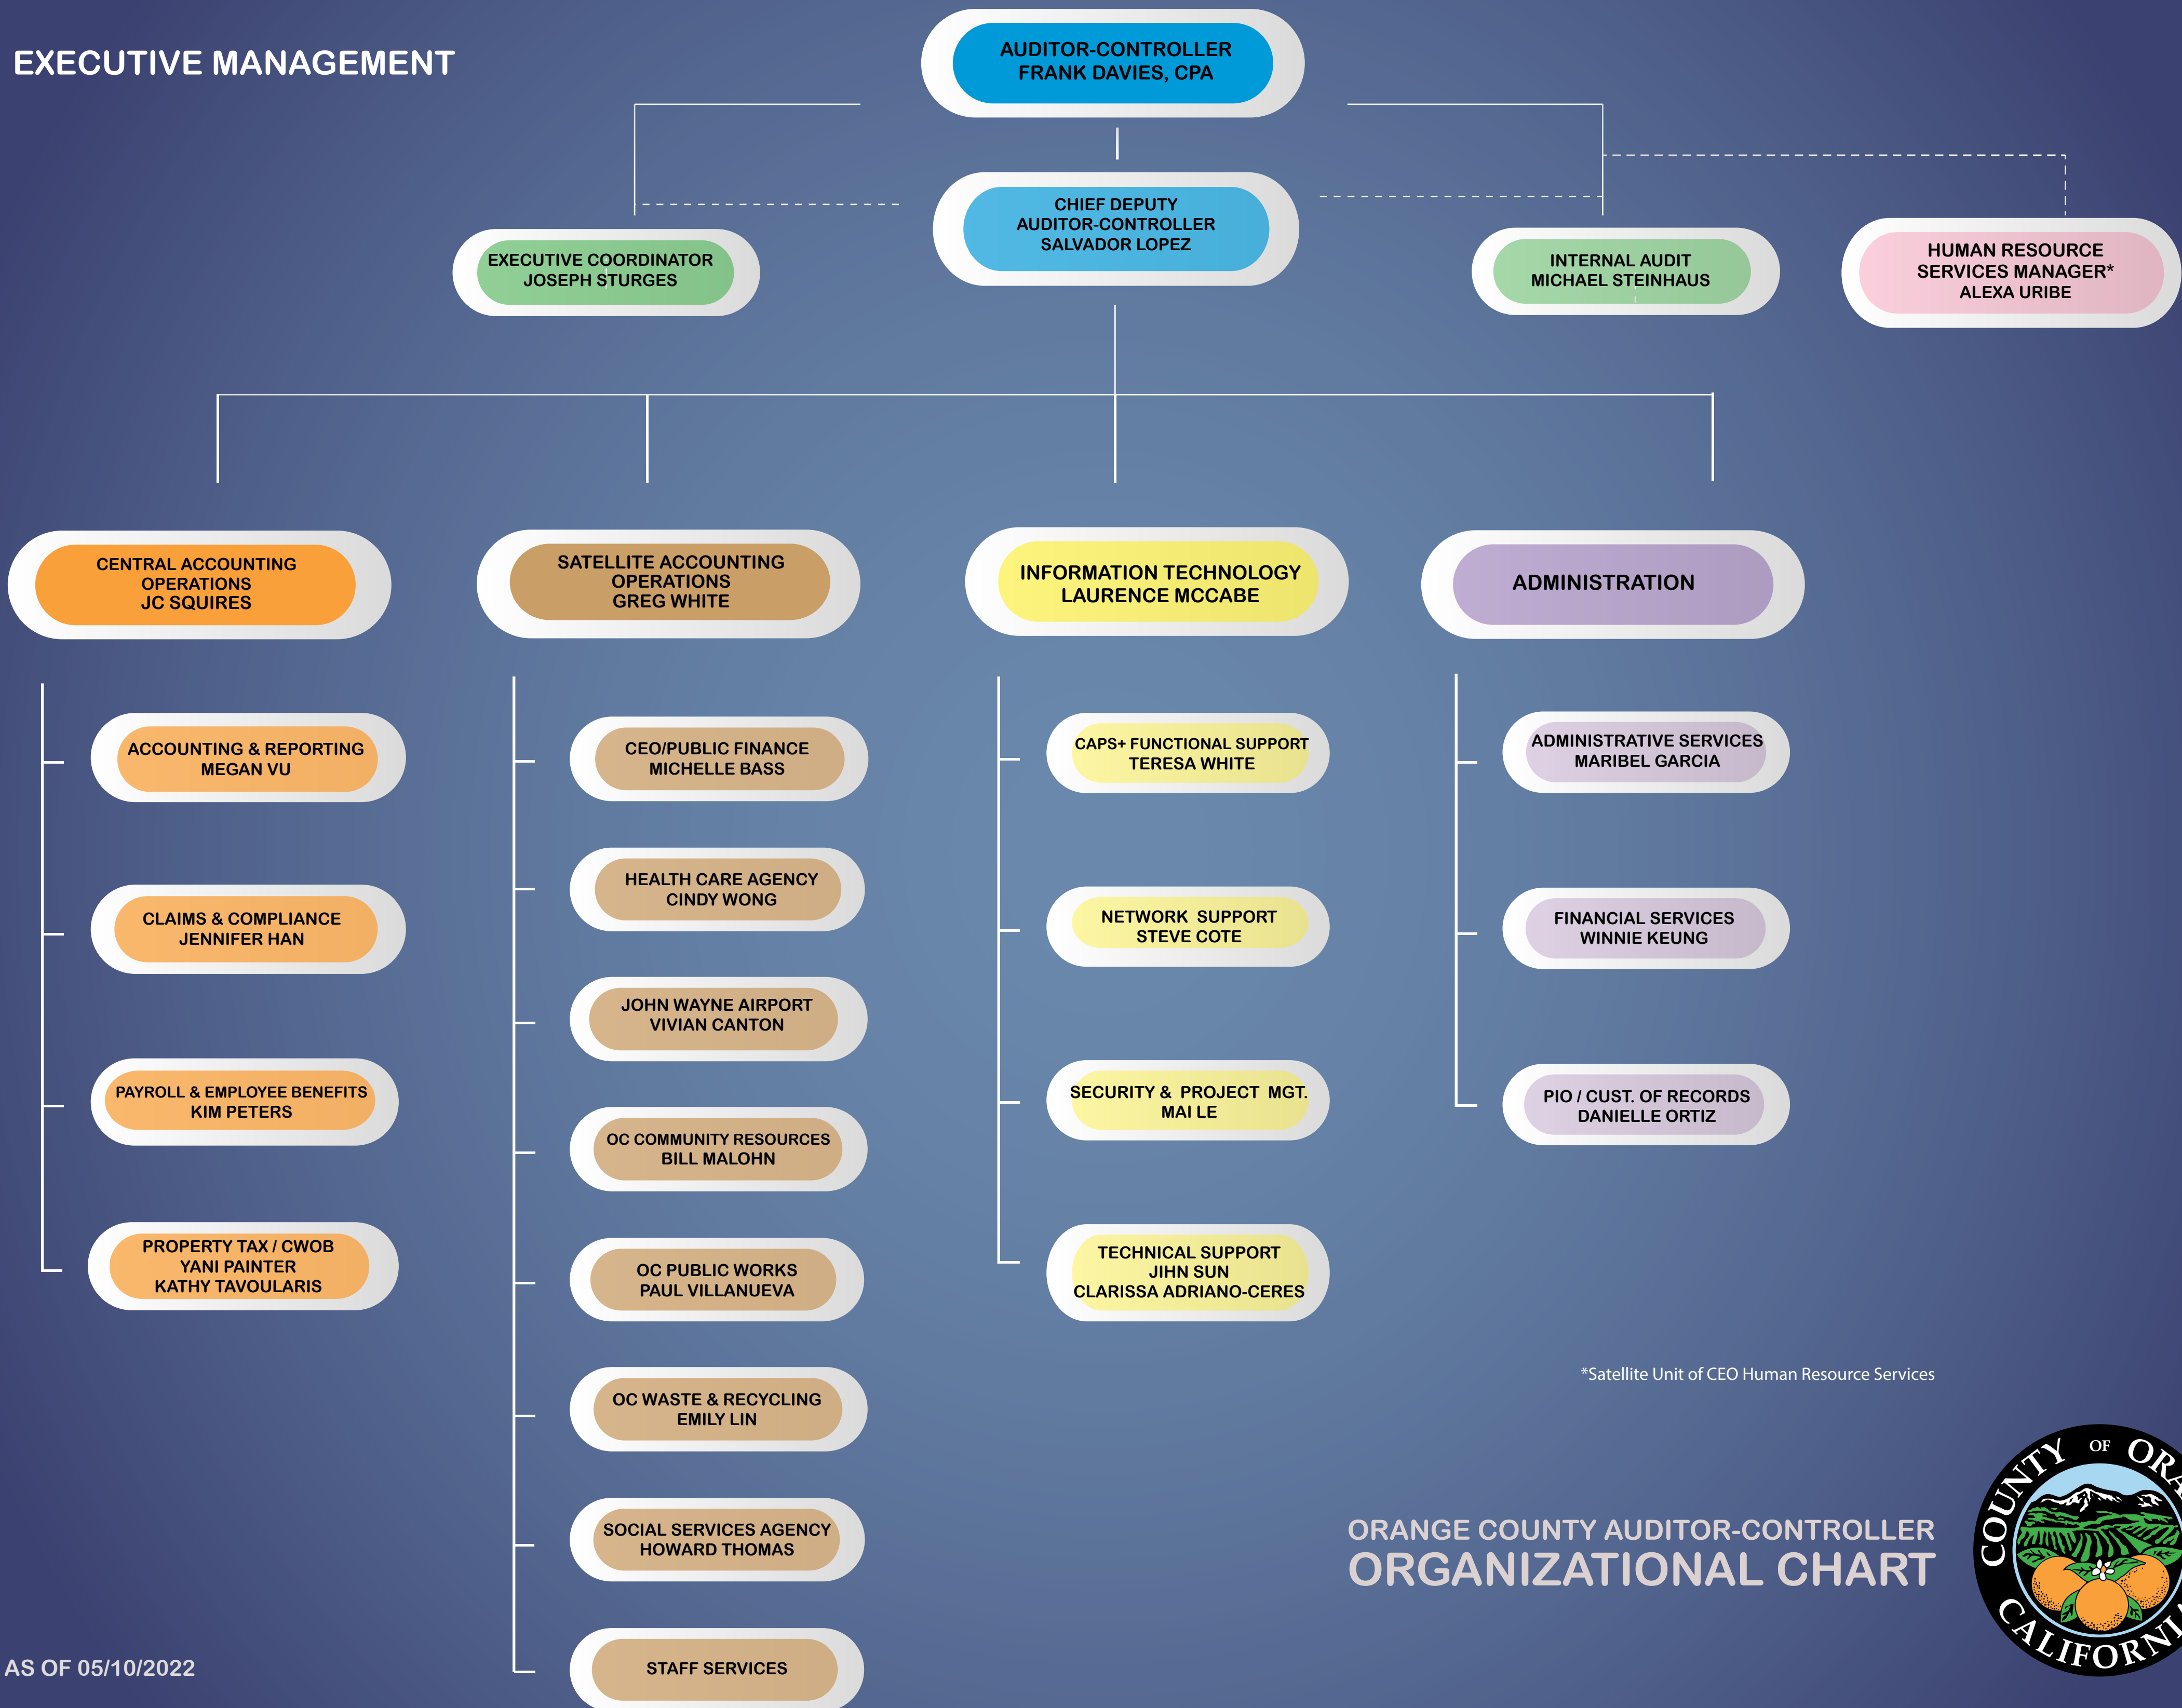 EXECUTIVE MANAGEMENT
AUDITOR-CONTROLLER
FRANK DAVIES, CPA
CHIEF DEPUTY
AUDITOR-CONTROLLER
SALVADOR LOPEZ
EXECUTIVE COORDINATOR
JOSEPH STURGES
INTERNAL AUDIT
MICHAEL STEINHAUS
HUMAN RESOURCE
SERVICES MANAGER*
ALEXA URIBE
CENTRAL ACCOUNTING
OPERATIONS
JC SQUIRES
SATELLITE ACCOUNTING
OPERATIONS
GREG WHITE
INFORMATION TECHNOLOGY
LAURENCE MCCABE
ADMINISTRATION
ACCOUNTING & REPORTING
MEGAN VU
CLAIMS & COMPLIANCE
JENNIFER HAN
PAYROLL & EMPLOYEE BENEFITS
KIM PETERS
PROPERTY TAX / CWOB
YANI PAINTER
KATHY TAVOULARIS
CEO/PUBLIC FINANCE
MICHELLE BASS
HEALTH CARE AGENCY
CINDY WONG
JOHN WAYNE AIRPORT
VIVIAN CANTON
OC COMMUNITY RESOURCES
BILL MALOHN
OC PUBLIC WORKS
PAUL VILLANUEVA
OC WASTE & RECYCLING
EMILY LIN
SOCIAL SERVICES AGENCY
HOWARD THOMAS
STAFF SERVICES
CAPS+ FUNCTIONAL SUPPORT
TERESA WHITE
NETWORK SUPPORT
STEVE COTE
SECURITY & PROJECT MGT.
MAI LE
TECHNICAL SUPPORT
JIHN SUN
CLARISSA ADRIANO-CERES
ADMINISTRATIVE SERVICES
MARIBEL GARCIA
FINANCIAL SERVICES
WINNIE KEUNG
PIO / CUST. OF RECORDS
DANIELLE ORTIZ
*Satellite Unit of CEO Human Resource Services
ORANGE COUNTY AUDITOR-CONTROLLER
ORGANIZATIONAL CHART
COUNTY OF
AS OF 05/10/2022